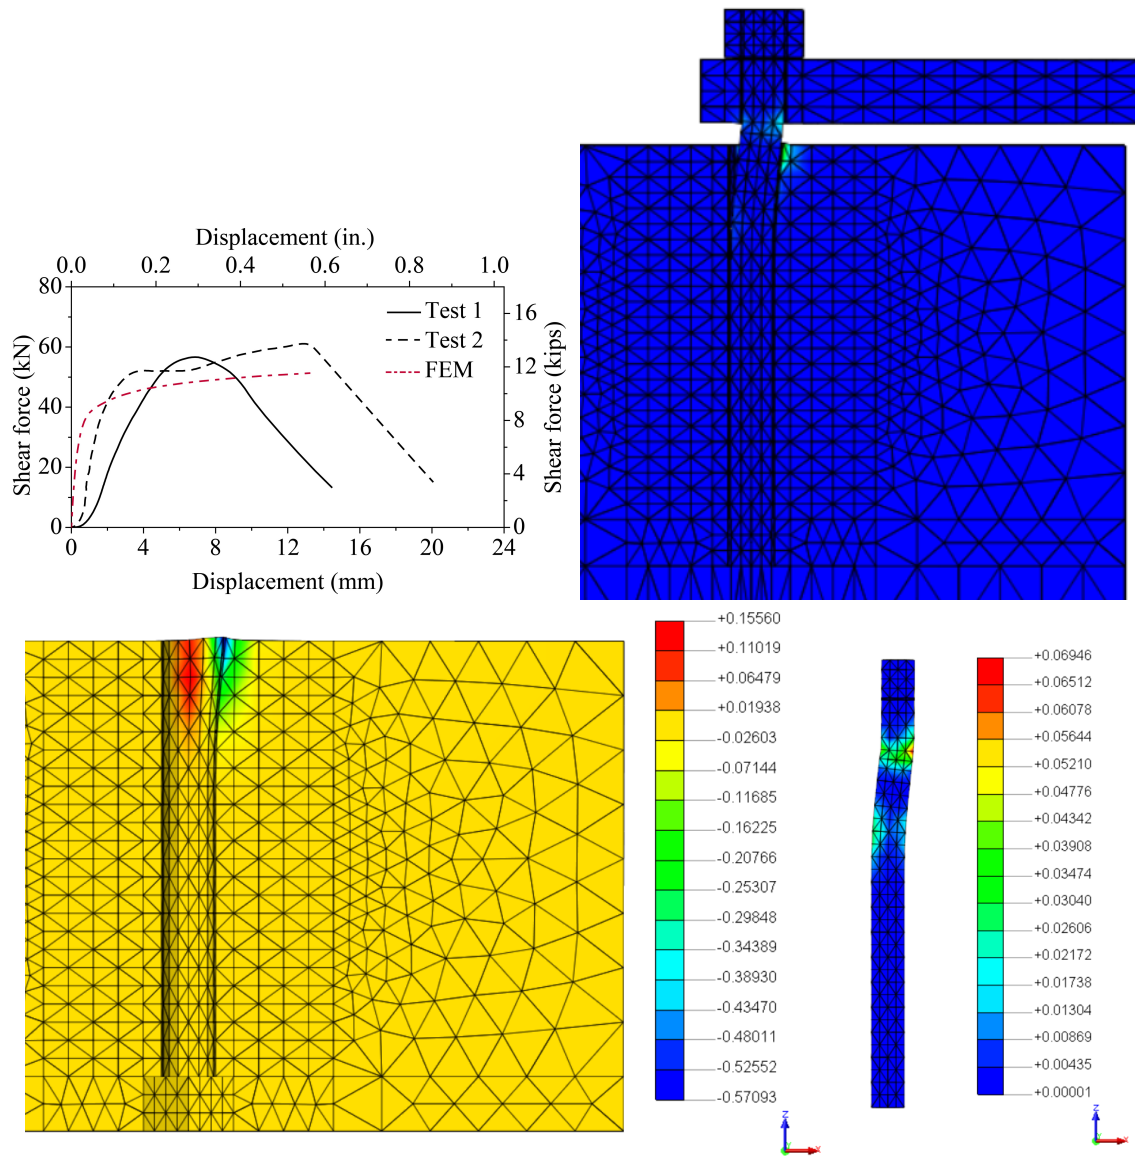 Displacement (in.)
0.0 0.2 0.4 0.6 0.8 1.0
80
60
40
20
0
Shear force (kN)
Test 1
Test 2
FEM
16
12
8
4
0
Shear force (kips)
0 4 8 12 16 20 24
Displacement (mm)
+0.15560
+0.11019
+0.06479
+0.01938
-0.02603
-0.07144
-0.11685
-0.16225
-0.20766
-0.25307
-0.29848
-0.34389
-0.38930
-0.43470
-0.48011
-0.52552
-0.57093
Z
Y
X
+0.06946
+0.06512
+0.06078
+0.05644
+0.05210
+0.04776
+0.04342
+0.03908
+0.03474
+0.03040
+0.02606
+0.02172
+0.01738
+0.01304
+0.00869
+0.00435
+0.00001
Z
Y
X